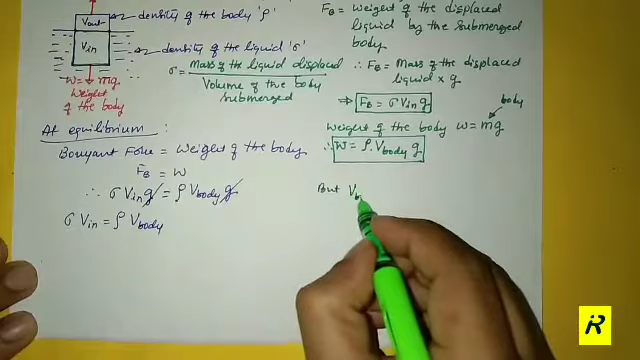 Vout
density of the body 'ρ'
Vin
density of the liquid 'σ'
W = mg
Weight
of the body
σ = Mass of the liquid displaced
Volume of the body
submerged
At equilibrium :
Bouyant Force = Weight of the body
FB = W
∴ σ Vin g = ρ Vbody g
σ Vin = ρ Vbody
FB = Weight of the displaced
liquid by the submerged
body
∴ FB = Mass of the displaced
liquid × g
⇒ FB = σ Vin g
body
Weight of the body W = mg
∴ W = ρ. Vbody g
But Vb
iR